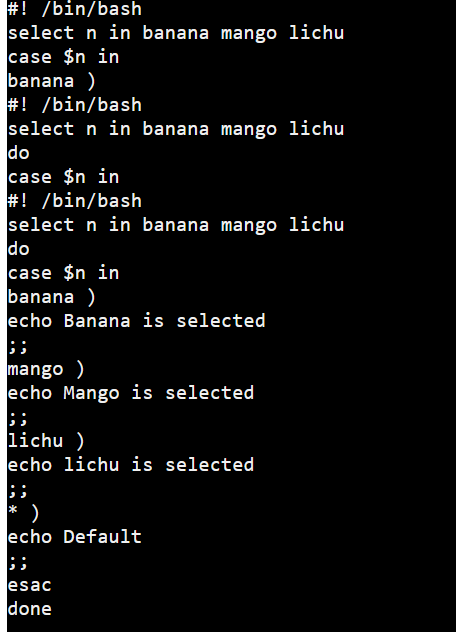 #! /bin/bash
select n in banana mango lichu
case $n in
banana )
#! /bin/bash
select n in banana mango lichu
do
case $n in
#! /bin/bash
select n in banana mango lichu
do
case $n in
banana )
echo Banana is selected
;;
mango )
echo Mango is selected
;;
lichu )
echo lichu is selected
;;
* )
echo Default
;;
esac
done